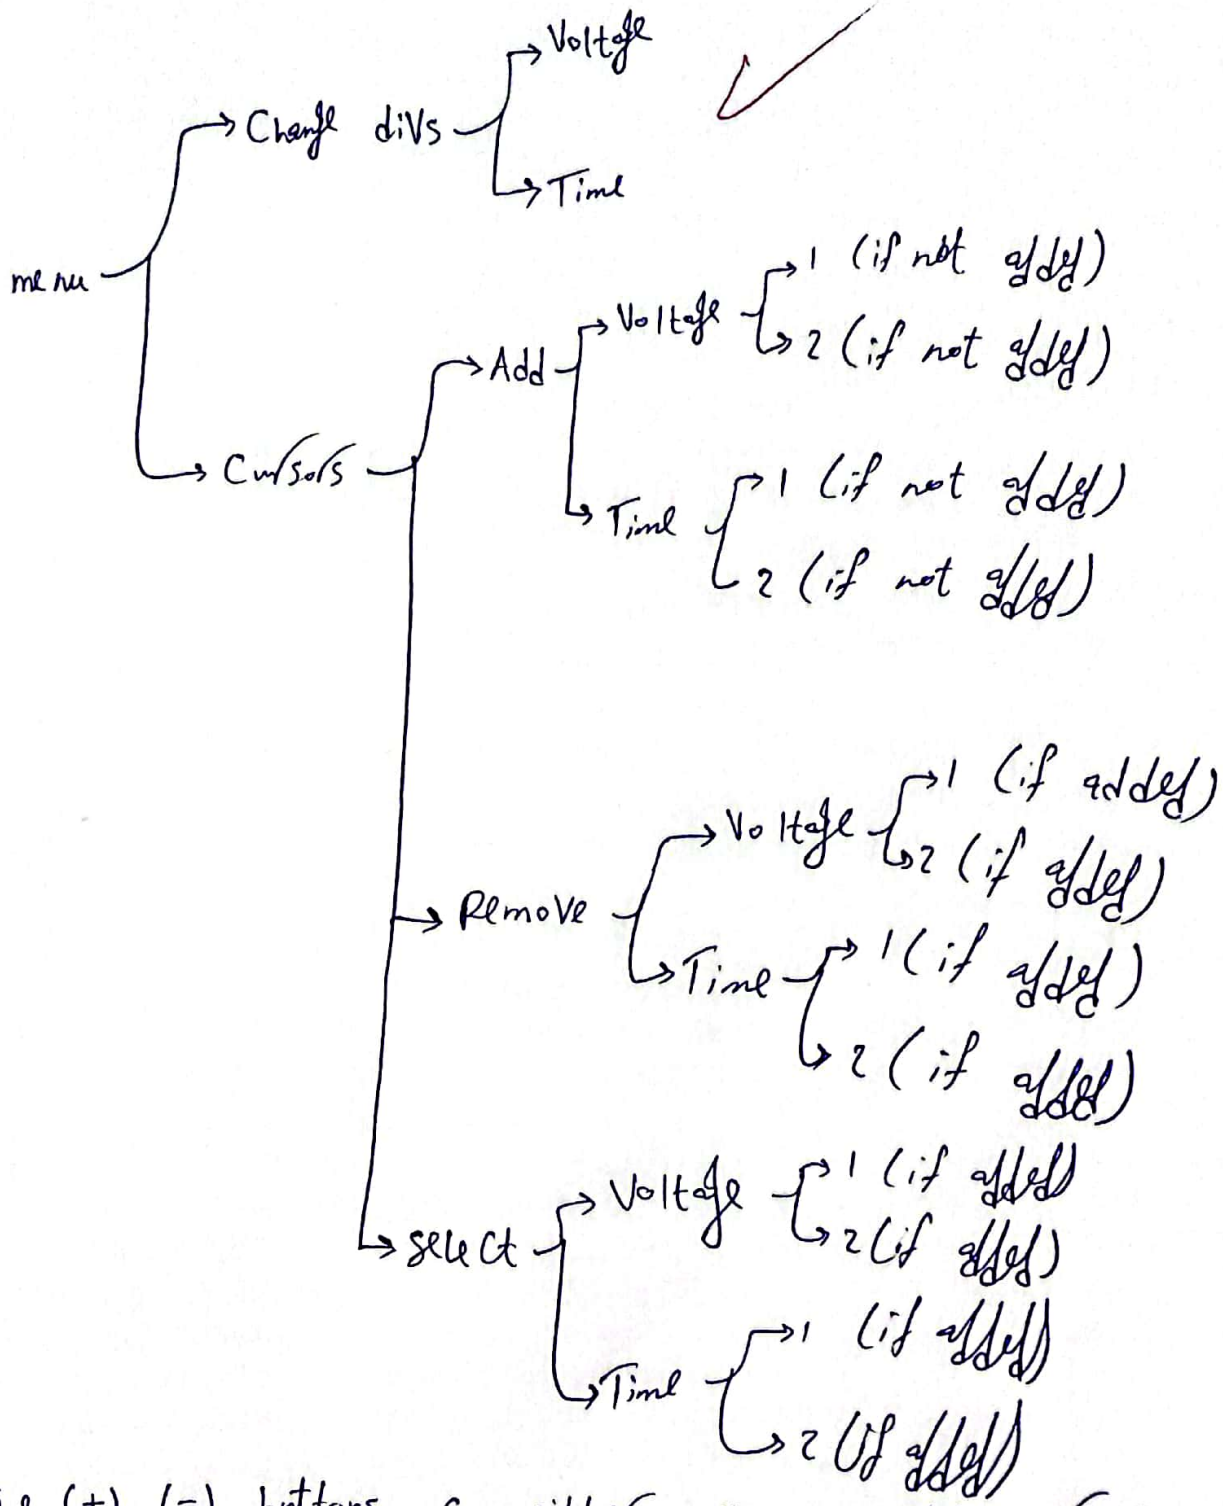 Voltage
Change divs
Time
menu
1 (if not added)
Voltage
2 (if not added)
Add
Cursors
1 (if not added)
Time
2 (if not added)
1 (if added)
Voltage
2 (if added)
Remove
1 (if added)
Time
2 (if added)
1 (if added)
Voltage
2 (if added)
select
1 (if added)
Time
2 (if added)
(+) (-) buttons